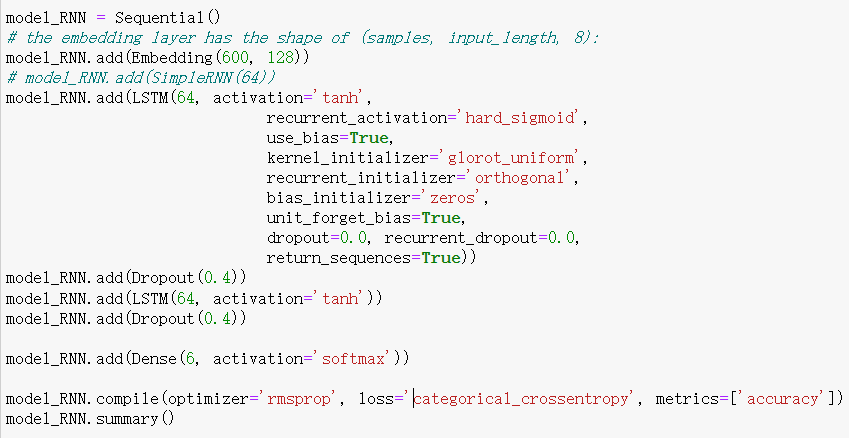 model_RNN = Sequential()
# the embedding layer has the shape of (samples, input_length, 8):
model_RNN.add(Embedding(600, 128))
# model_RNN.add(SimpleRNN(64))
model_RNN.add(LSTM(64, activation='tanh',
recurrent_activation='hard_sigmoid',
use_bias=True,
kernel_initializer='glorot_uniform',
recurrent_initializer='orthogonal',
bias_initializer='zeros',
unit_forget_bias=True,
dropout=0.0, recurrent_dropout=0.0,
return_sequences=True))
model_RNN.add(Dropout(0.4))
model_RNN.add(LSTM(64, activation='tanh'))
model_RNN.add(Dropout(0.4))
model_RNN.add(Dense(6, activation='softmax'))
model_RNN.compile(optimizer='rmsprop', loss='categorical_crossentropy', metrics=['accuracy'])
model_RNN.summary()